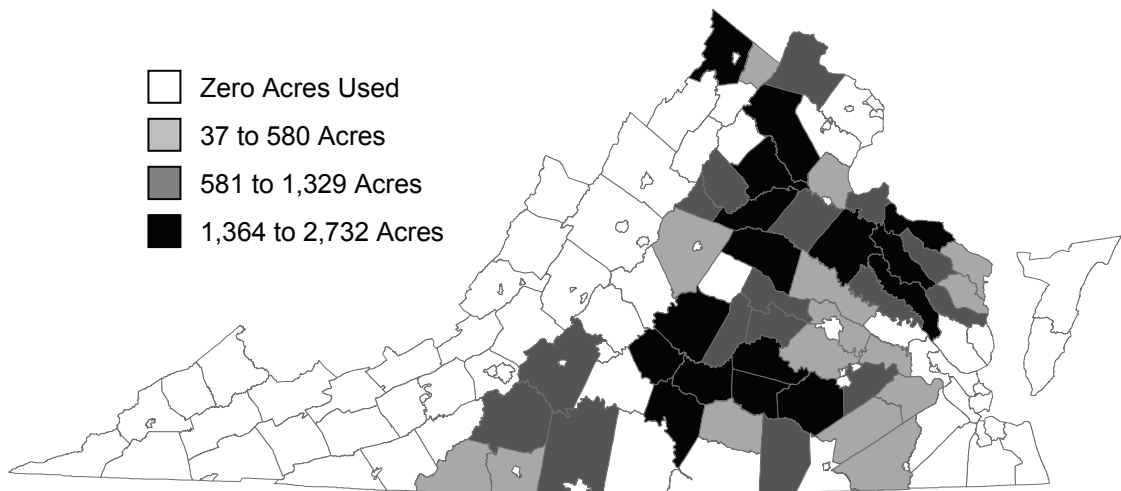 Zero Acres Used
37 to 580 Acres
581 to 1,329 Acres
1,364 to 2,732 Acres